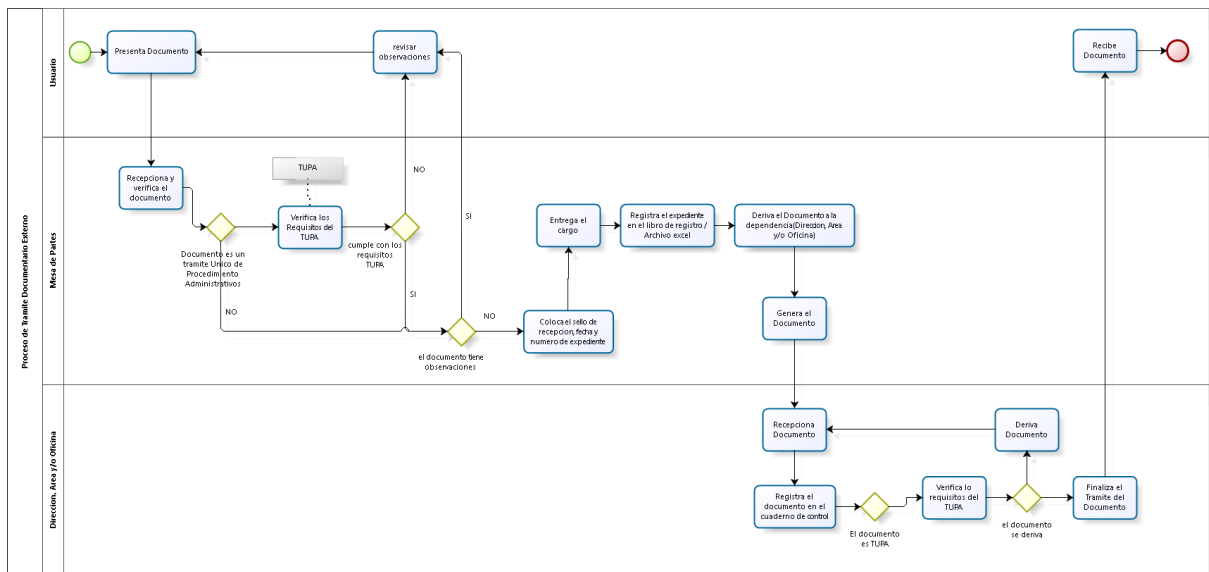 Proceso de Tramite Documentario Externo
Usuario
Presenta Documento
revisar
observaciones
Recibe
Documento
Mesa de Partes
Recepciona y
verifica el
documento
Documento es un
tramite Unico de
Procedimiento
Administrativos
NO
TUPA
Verifica los
Requisitos del
TUPA
cumple con los
requisitos
TUPA
NO
SI
SI
el documento tiene
observaciones
NO
Coloca el sello de
recepcion, fecha y
numero de expediente
Entrega el
cargo
Registra el expediente
en el libro de registro /
Archivo excel
Deriva el Documento a la
dependencia(Direccion, Area
y/o Oficina)
Genera el
Documento
Direccion, Area y/o Oficina
Recepciona
Documento
Registra el
documento en el
cuaderno de control
El documento
es TUPA
Verifica lo
requisitos del
TUPA
el documento
se deriva
Deriva
Documento
Finaliza el
Tramite del
Documento